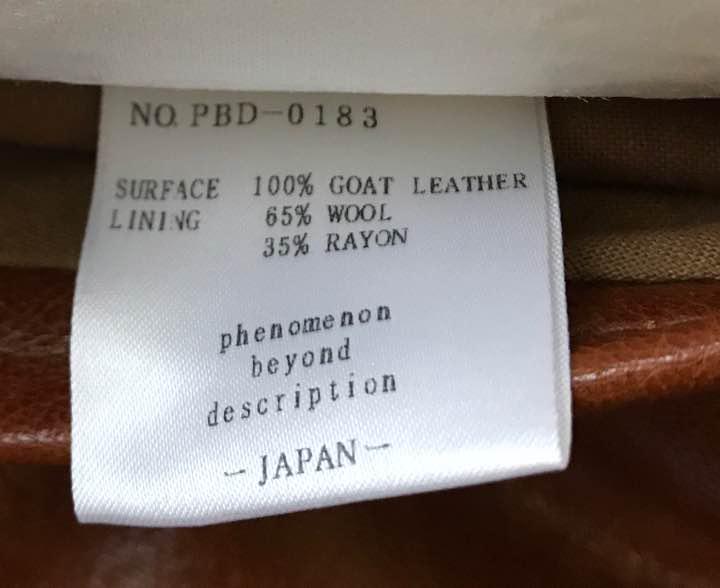 NO. PBD-0183
SURFACE 100% GOAT LEATHER
LINING 65% WOOL
35% RAYON
phenomenon
beyond
description
- JAPAN -